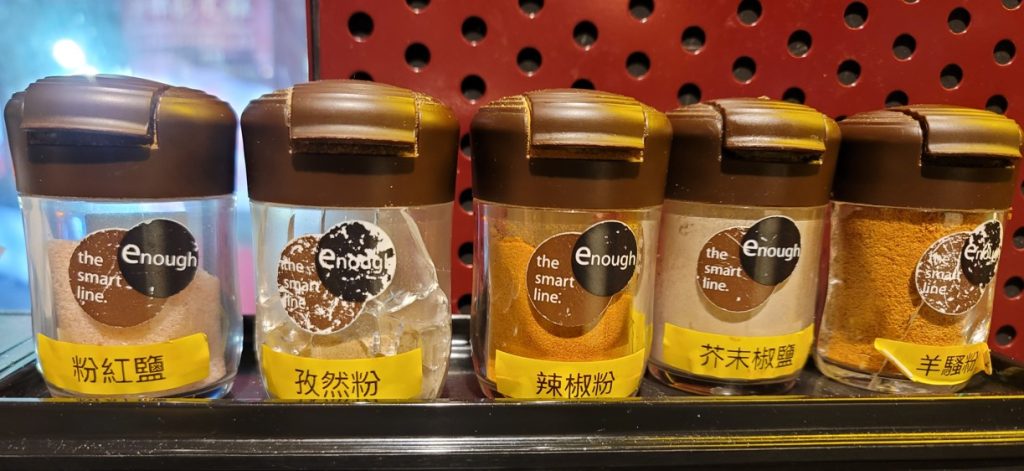 the
smart
line.
enough
粉紅鹽
the
smart
line.
enough
孜然粉
the
smart
line.
enough
辣椒粉
the
smart
line.
enough
芥末椒鹽
the
smart
line.
enough
羊騷粉